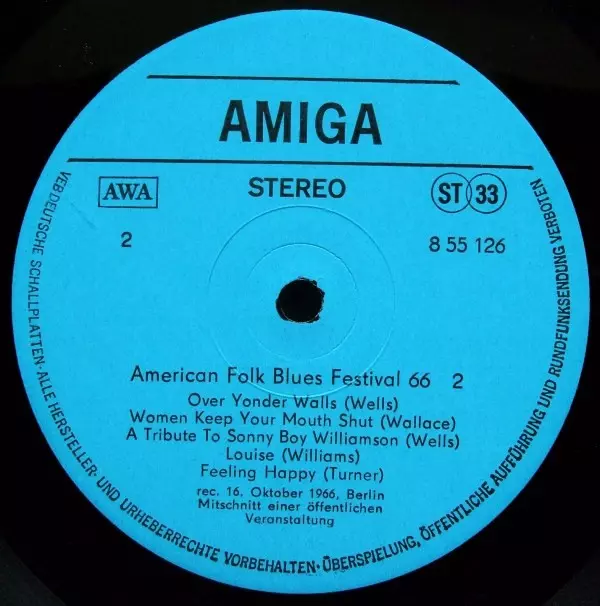 AMIGA
AWA
STEREO
ST 33
2
8 55 126
American Folk Blues Festival 66 2
Over Yonder Walls (Wells)
Women Keep Your Mouth Shut (Wallace)
A Tribute To Sonny Boy Williamson (Wells)
Louise (Williams)
Feeling Happy (Turner)
rec. 16. Oktober 1966, Berlin
Mitschnitt einer öffentlichen
Veranstaltung
VEB DEUTSCHE SCHALLPLATTEN · ALLE HERSTELLER- UND URHEBERRECHTE VORBEHALTEN · ÜBERSPIELUNG, ÖFFENTLICHE AUFFÜHRUNG UND RUNDFUNKSENDUNG VERBOTEN